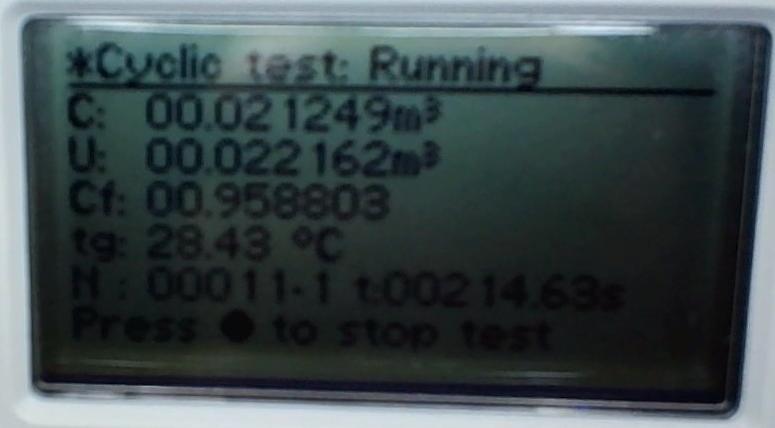 *Cyclic test: Running
C: 00.021249m³
U: 00.022162m³
Cf: 00.958803
tg: 28.43 °C
N : 00011-1 t:00214.63s
Press ● to stop test